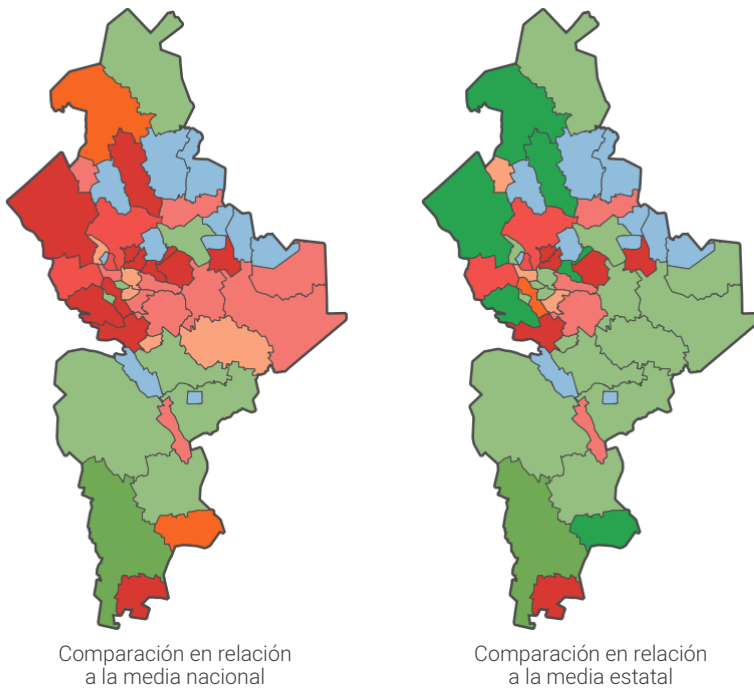 Comparación en relación
a la media nacional
Comparación en relación
a la media estatal